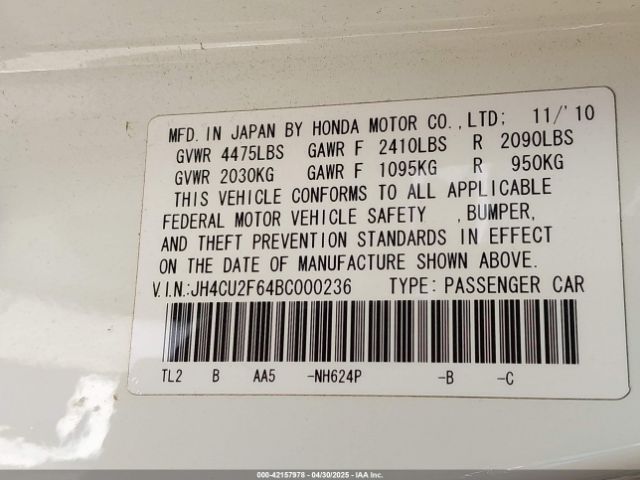 MFD. IN JAPAN BY HONDA MOTOR CO.,LTD; 11/'10
GVWR 4475LBS GAWR F 2410LBS R 2090LBS
GVWR 2030KG GAWR F 1095KG R 950KG
THIS VEHICLE CONFORMS TO ALL APPLICABLE
FEDERAL MOTOR VEHICLE SAFETY , BUMPER,
AND THEFT PREVENTION STANDARDS IN EFFECT
ON THE DATE OF MANUFACTURE SHOWN ABOVE.
V.I.N.:JH4CU2F64BC000236 TYPE: PASSENGER CAR
TL2 B AA5 -NH624P -B -C
000-42157978 - 04/30/2025 - IAA Inc.